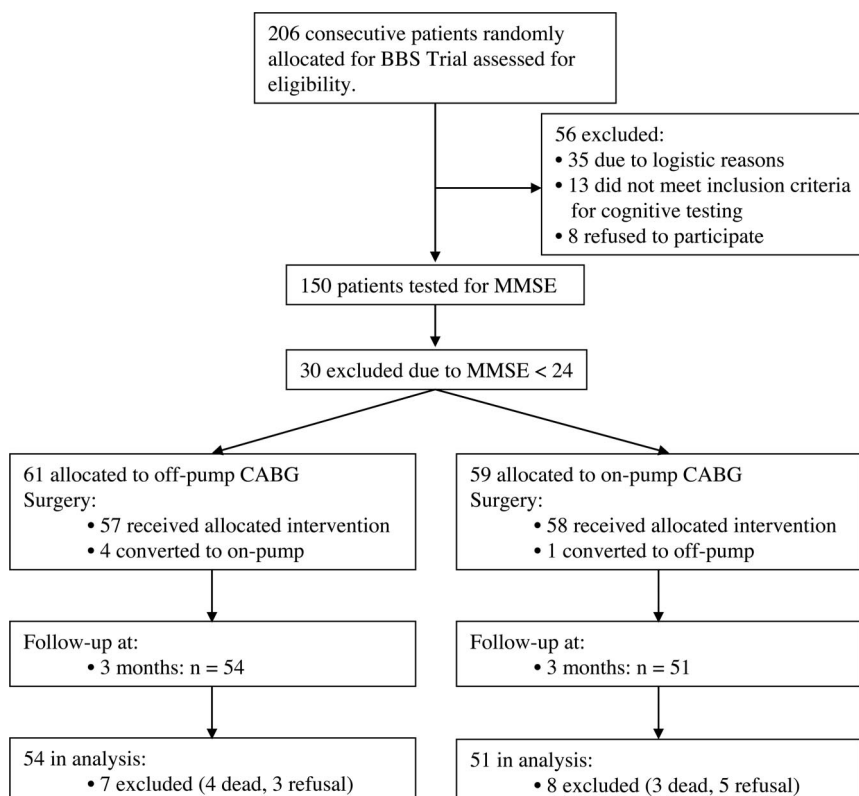 206 consecutive patients randomly
allocated for BBS Trial assessed for
eligibility.
56 excluded:
• 35 due to logistic reasons
• 13 did not meet inclusion criteria
for cognitive testing
• 8 refused to participate
150 patients tested for MMSE
30 excluded due to MMSE < 24
61 allocated to off-pump CABG
Surgery:
• 57 received allocated intervention
• 4 converted to on-pump
59 allocated to on-pump CABG
Surgery:
• 58 received allocated intervention
• 1 converted to off-pump
Follow-up at:
• 3 months: n = 54
Follow-up at:
• 3 months: n = 51
54 in analysis:
• 7 excluded (4 dead, 3 refusal)
51 in analysis:
• 8 excluded (3 dead, 5 refusal)